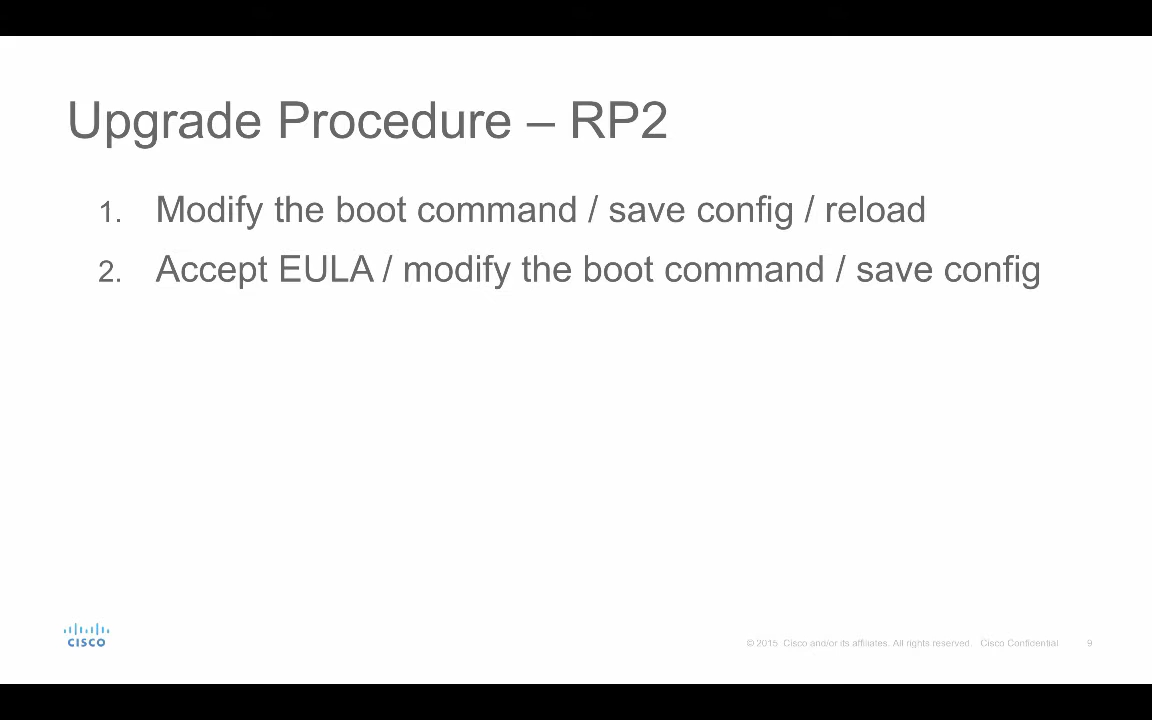 Upgrade Procedure – RP2
1. Modify the boot command / save config / reload
2. Accept EULA / modify the boot command / save config
CISCO
© 2015 Cisco and/or its affiliates. All rights reserved. Cisco Confidential 9